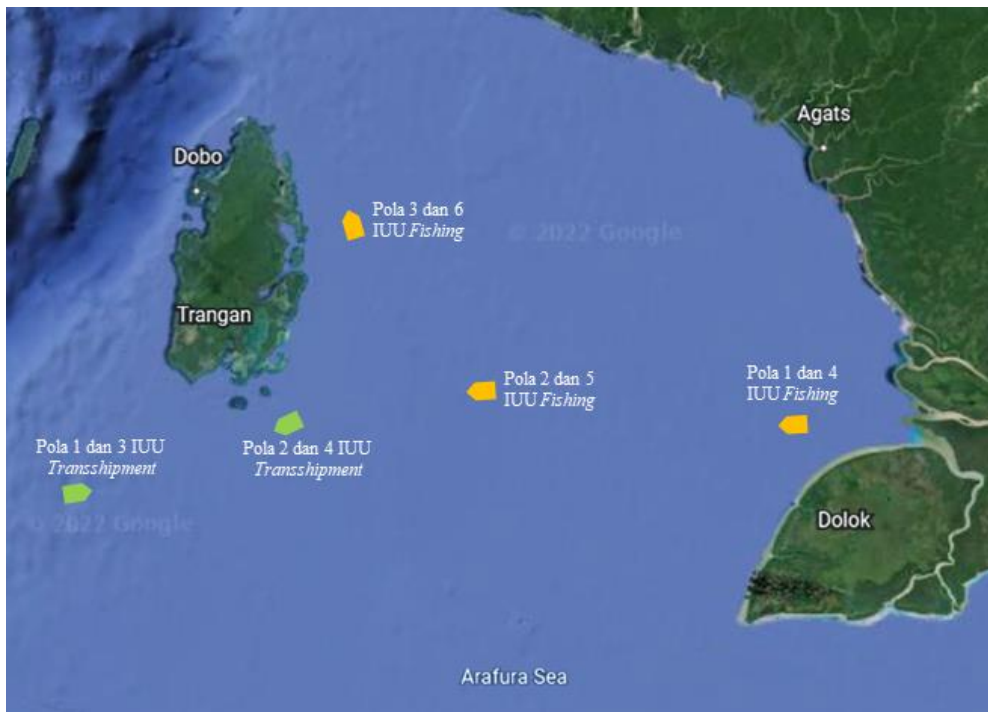 Google
Agats
Dobo
Pola 3 dan 6
IUU Fishing
© 2022 Google
Trangan
Pola 2 dan 5
IUU Fishing
Pola 1 dan 4
IUU Fishing
Pola 1 dan 3 IUU
Transshipment
Pola 2 dan 4 IUU
Transshipment
© 2022 Google
Dolok
Arafura Sea